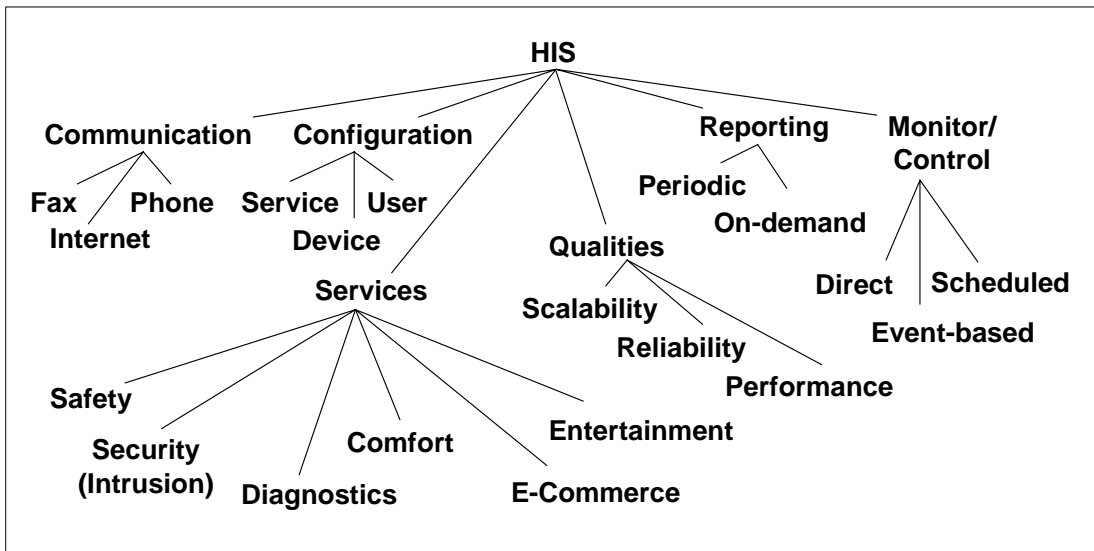 HIS
Communication
Configuration
Reporting
Monitor/
Control
Fax
Phone
Internet
Service
User
Device
Periodic
On-demand
Qualities
Services
Direct
Scheduled
Event-based
Scalability
Reliability
Performance
Safety
Security
(Intrusion)
Diagnostics
Comfort
E-Commerce
Entertainment